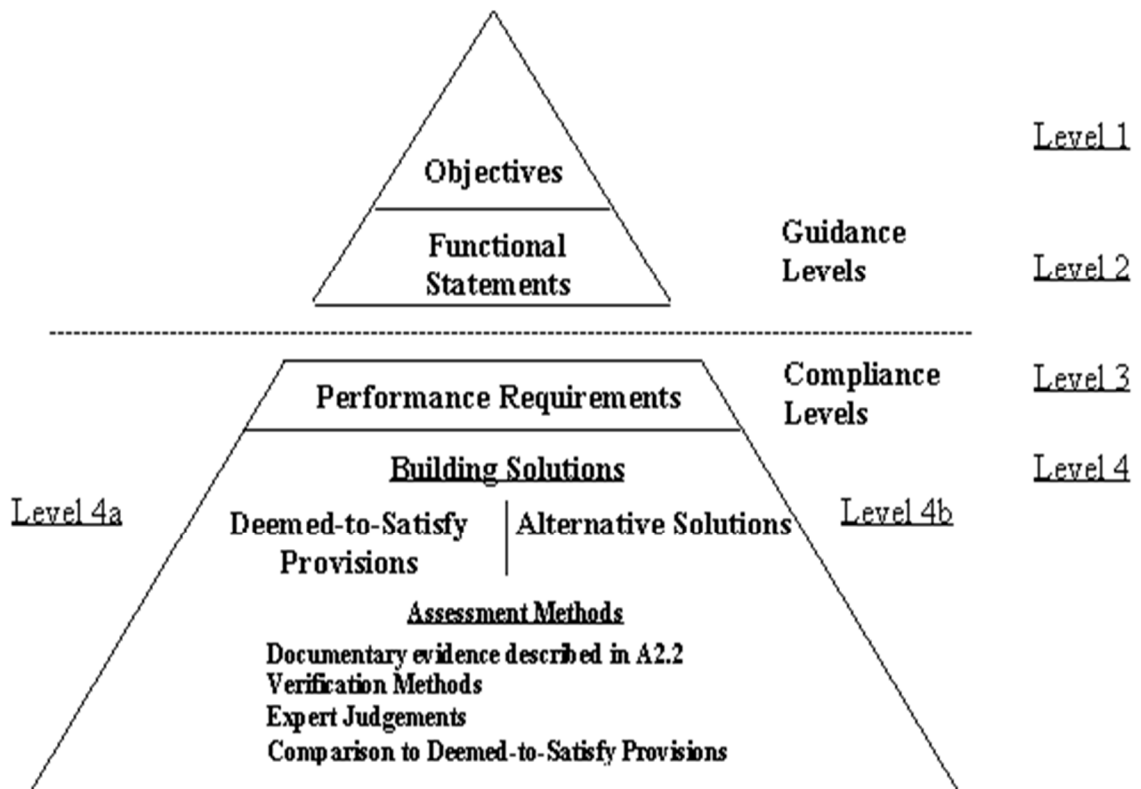 Level 1
Objectives
Functional
Statements
Guidance
Levels
Level 2
Performance Requirements
Compliance
Levels
Level 3
Building Solutions
Level 4
Level 4a
Deemed-to-Satisfy
Provisions
Alternative Solutions
Level 4b
Assessment Methods
Documentary evidence described in A2.2
Verification Methods
Expert Judgements
Comparison to Deemed-to-Satisfy Provisions